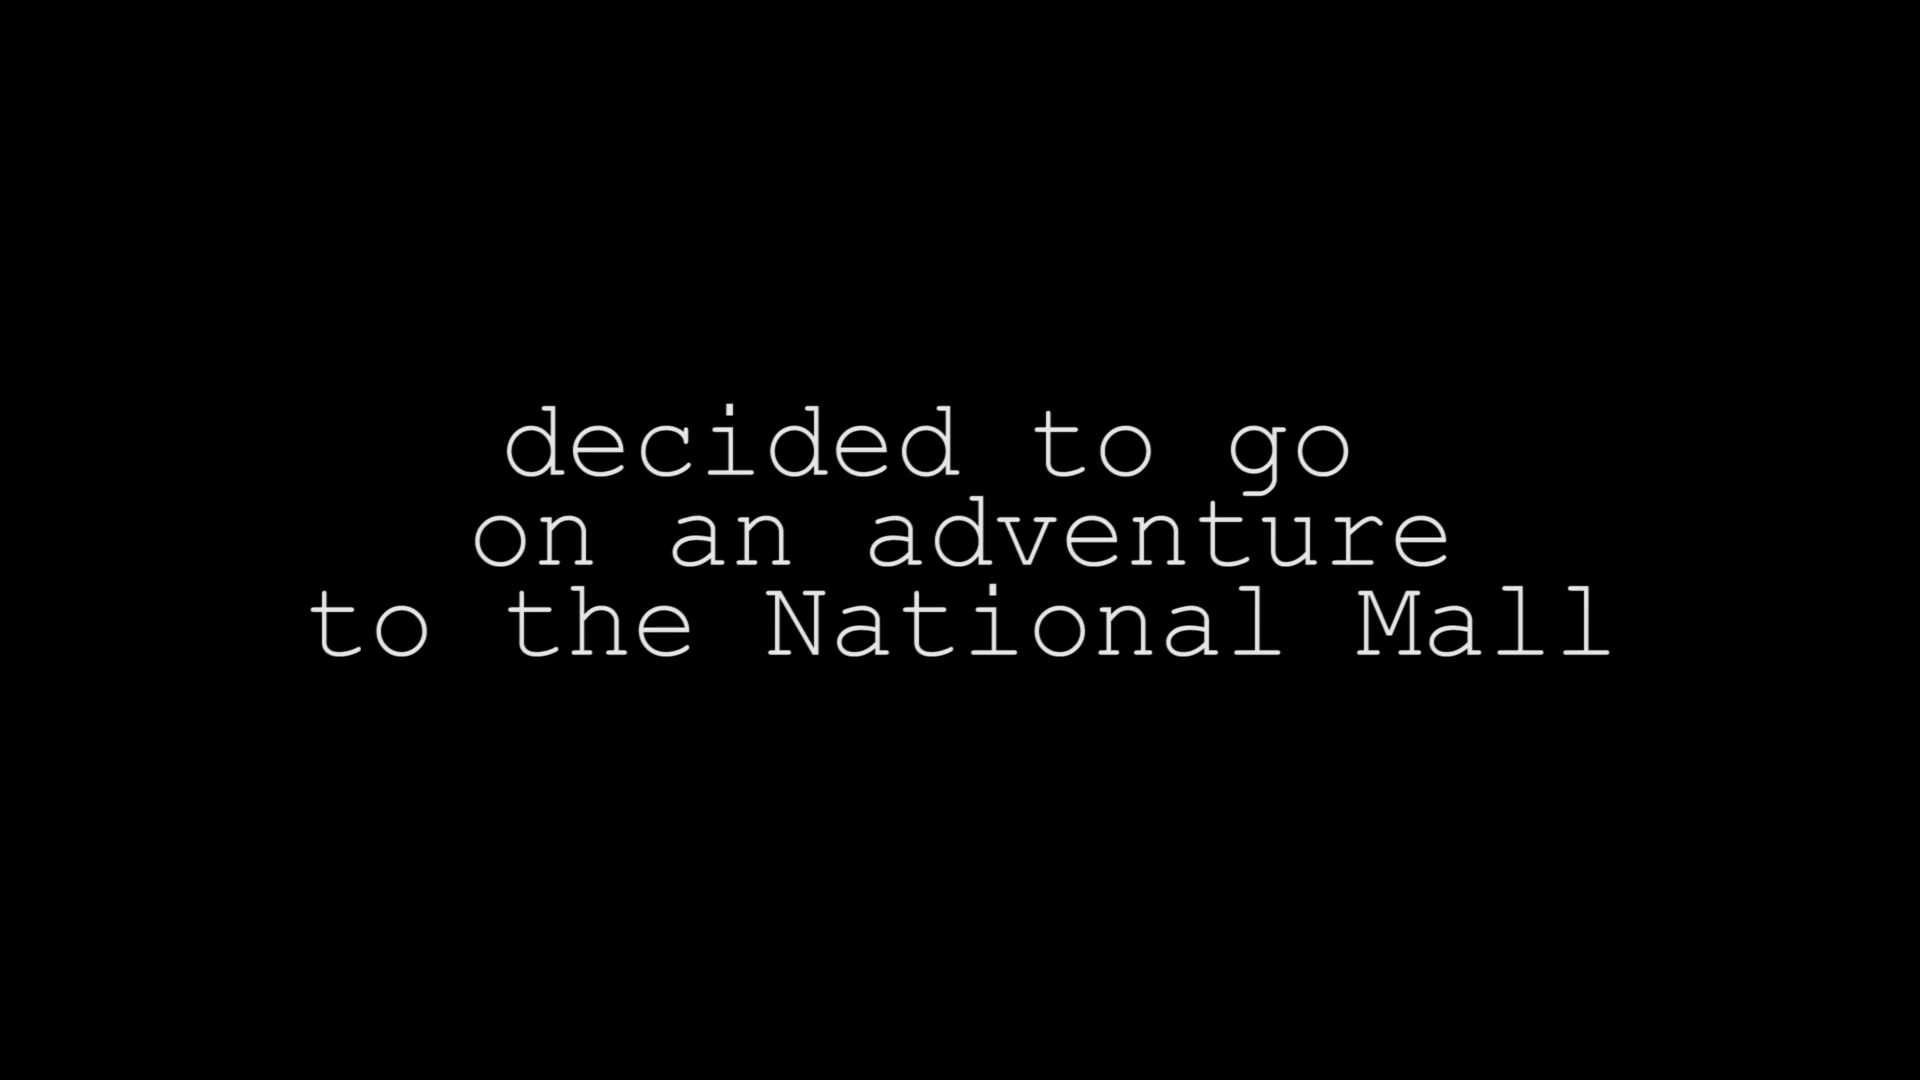 decided to go
on an adventure
to the National Mall